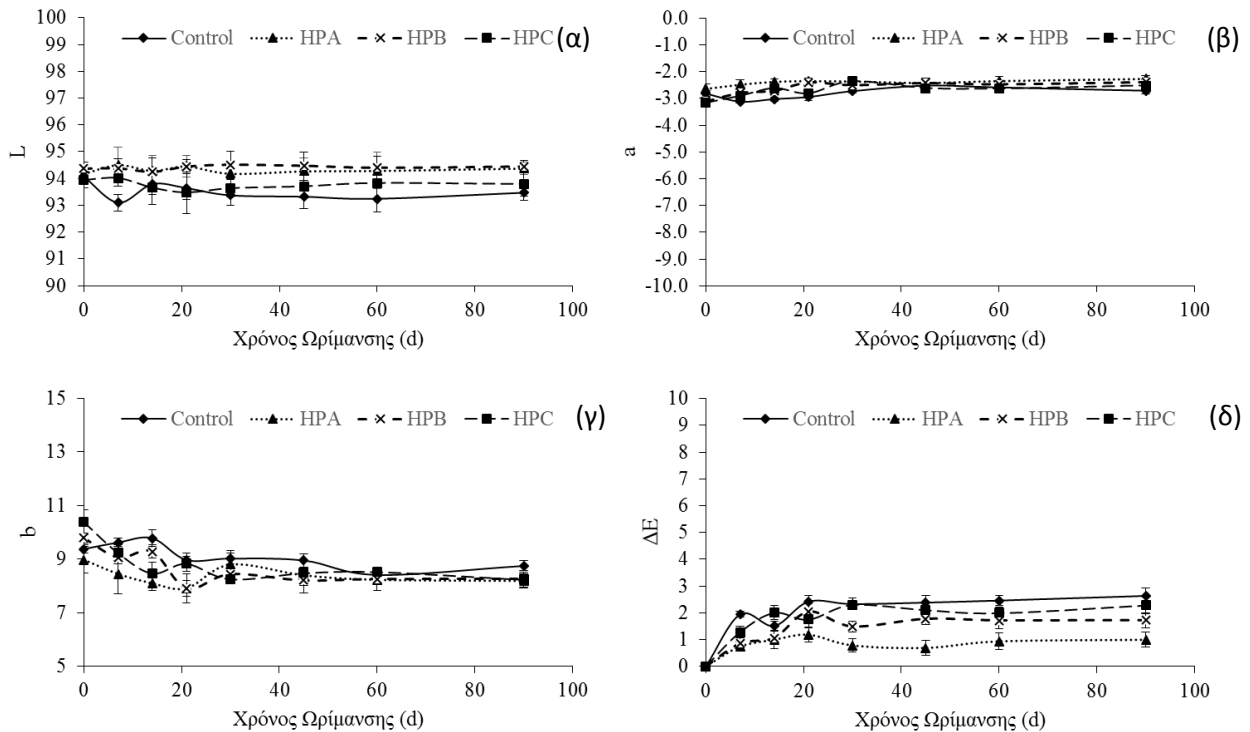 Control HPA HPB HPC (α)
100
99
98
97
96
95
94
93
92
91
90
L
0 20 40 60 80 100
Χρόνος Ωρίμανσης (d)
Control HPA HPB HPC (β)
0.0
-1.0
-2.0
-3.0
-4.0
-5.0
-6.0
-7.0
-8.0
-9.0
-10.0
a
0 20 40 60 80 100
Χρόνος Ωρίμανσης (d)
Control HPA HPB HPC (γ)
15
13
11
9
7
5
b
0 20 40 60 80 100
Χρόνος Ωρίμανσης (d)
Control HPA HPB HPC (δ)
10
9
8
7
6
5
4
3
2
1
0
ΔΕ
0 20 40 60 80 100
Χρόνος Ωρίμανσης (d)